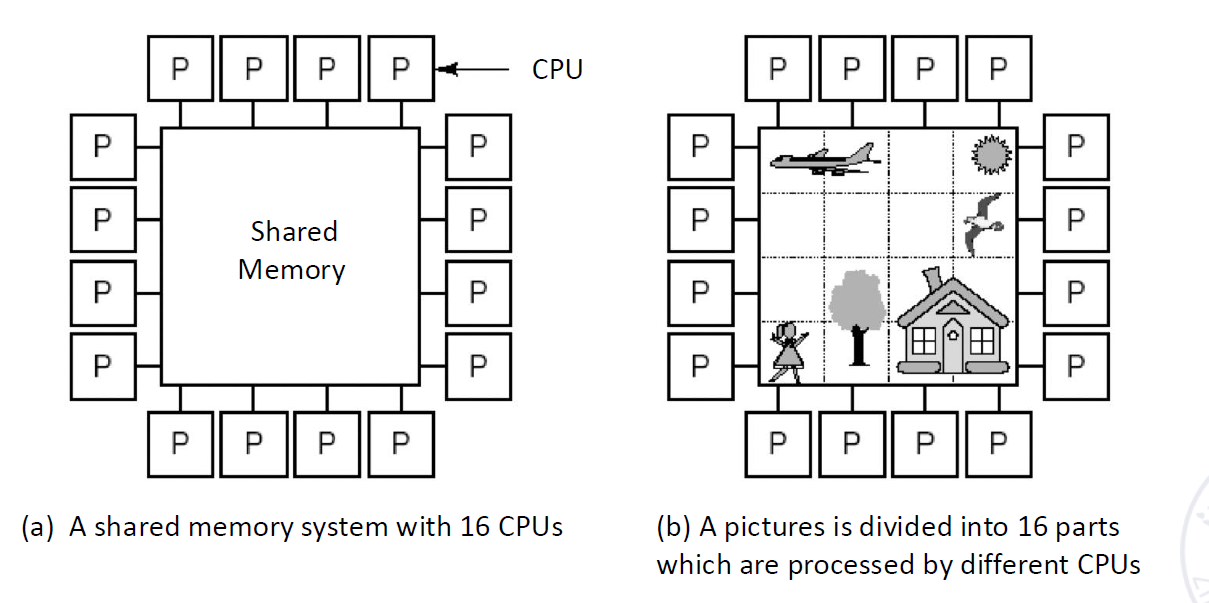 P P P P CPU P P P P
P P P P
P P P P
Shared
Memory
P P P P
P P P P
P P P P P P P P
(a) A shared memory system with 16 CPUs
(b) A pictures is divided into 16 parts
which are processed by different CPUs